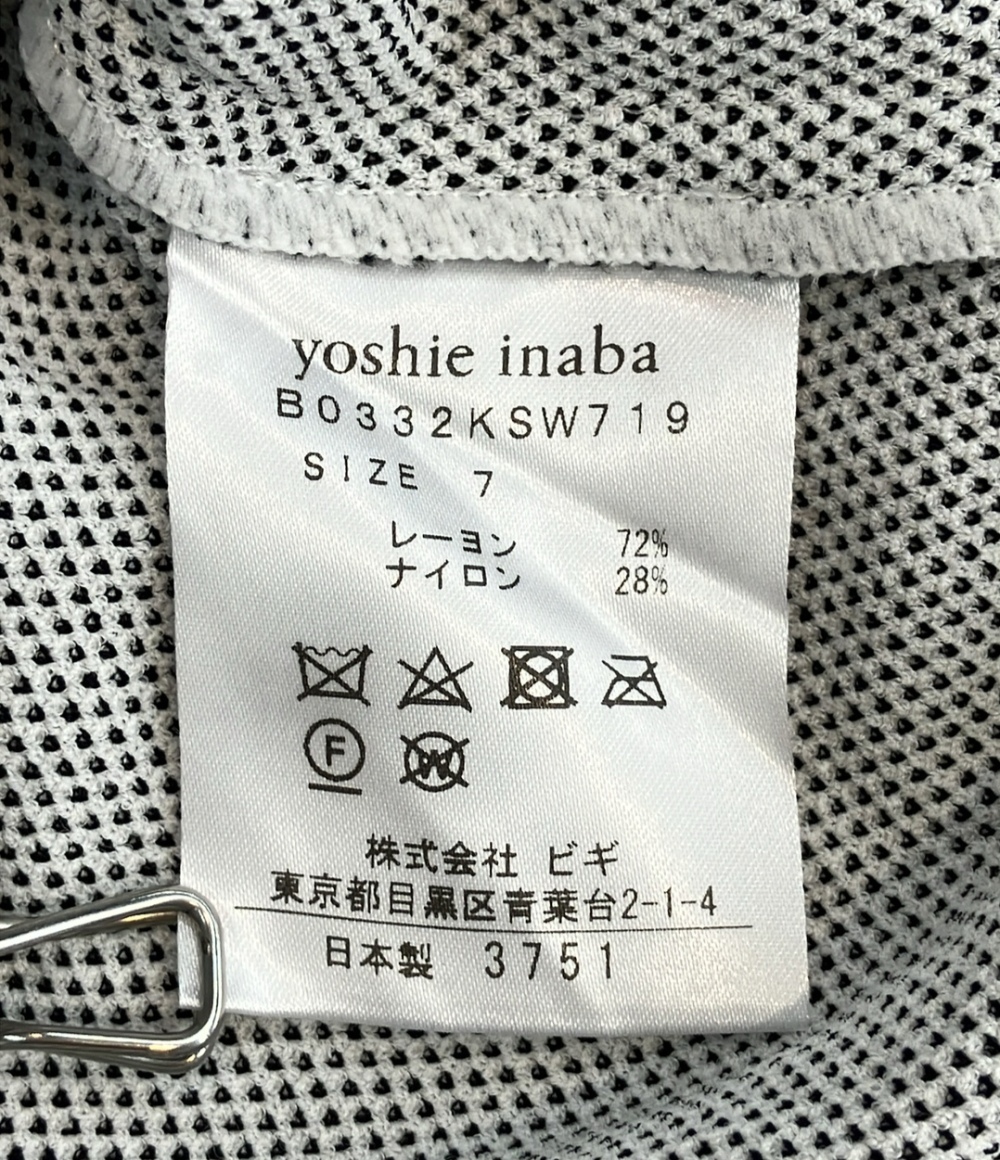 yoshie inaba
B0332KSW719
SIZE 7
レーヨン 72%
ナイロン 28%
F
W
株式会社 ビギ
東京都目黒区青葉台2-1-4
日本製 3751